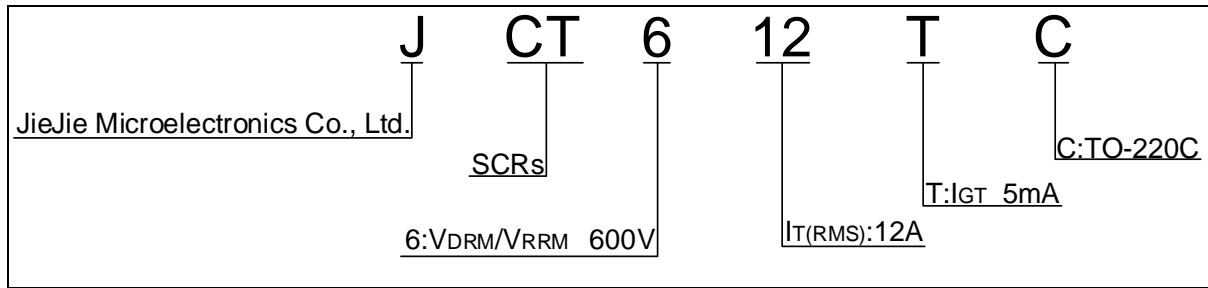 J CT 6 12 T C
JieJie Microelectronics Co., Ltd.
C:TO-220C
SCRs
T:IGT 5mA
6:VDRM/VRRM 600V
IT(RMS):12A